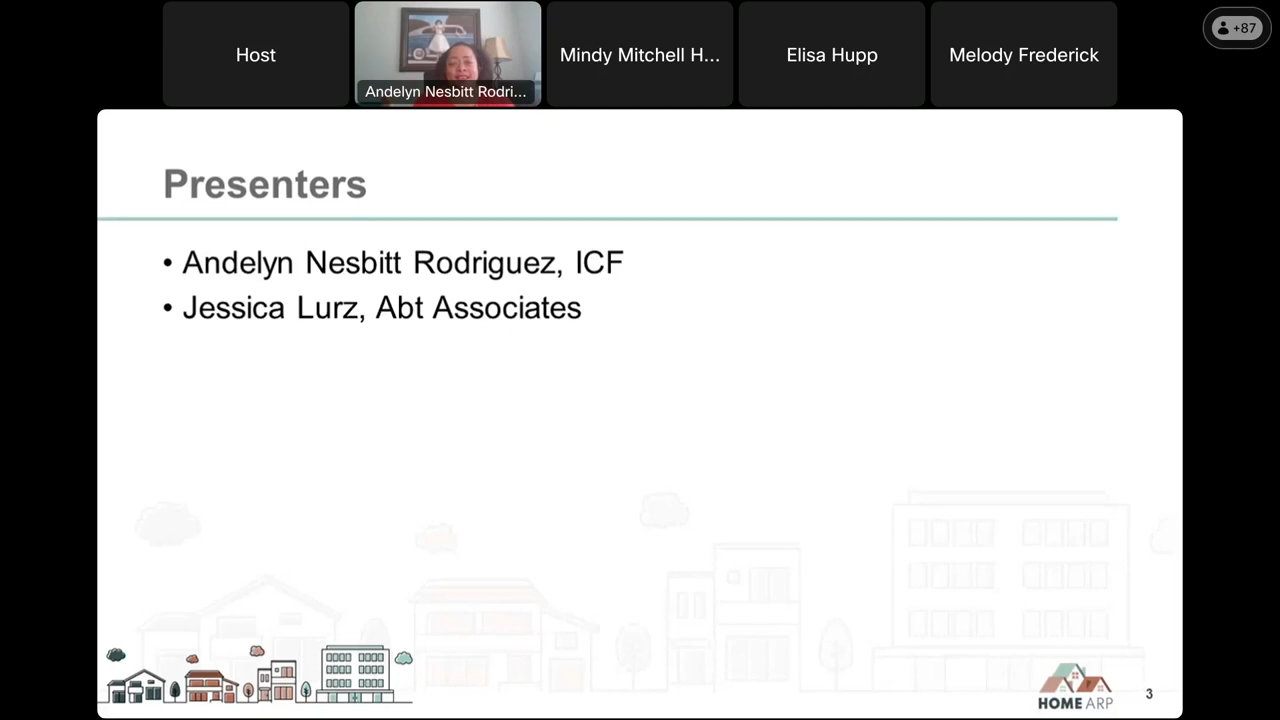 Host
Andelyn Nesbitt Rodri...
Mindy Mitchell H...
Elisa Hupp
Melody Frederick
+87
Presenters
• Andelyn Nesbitt Rodriguez, ICF
• Jessica Lurz, Abt Associates
HOME ARP
3